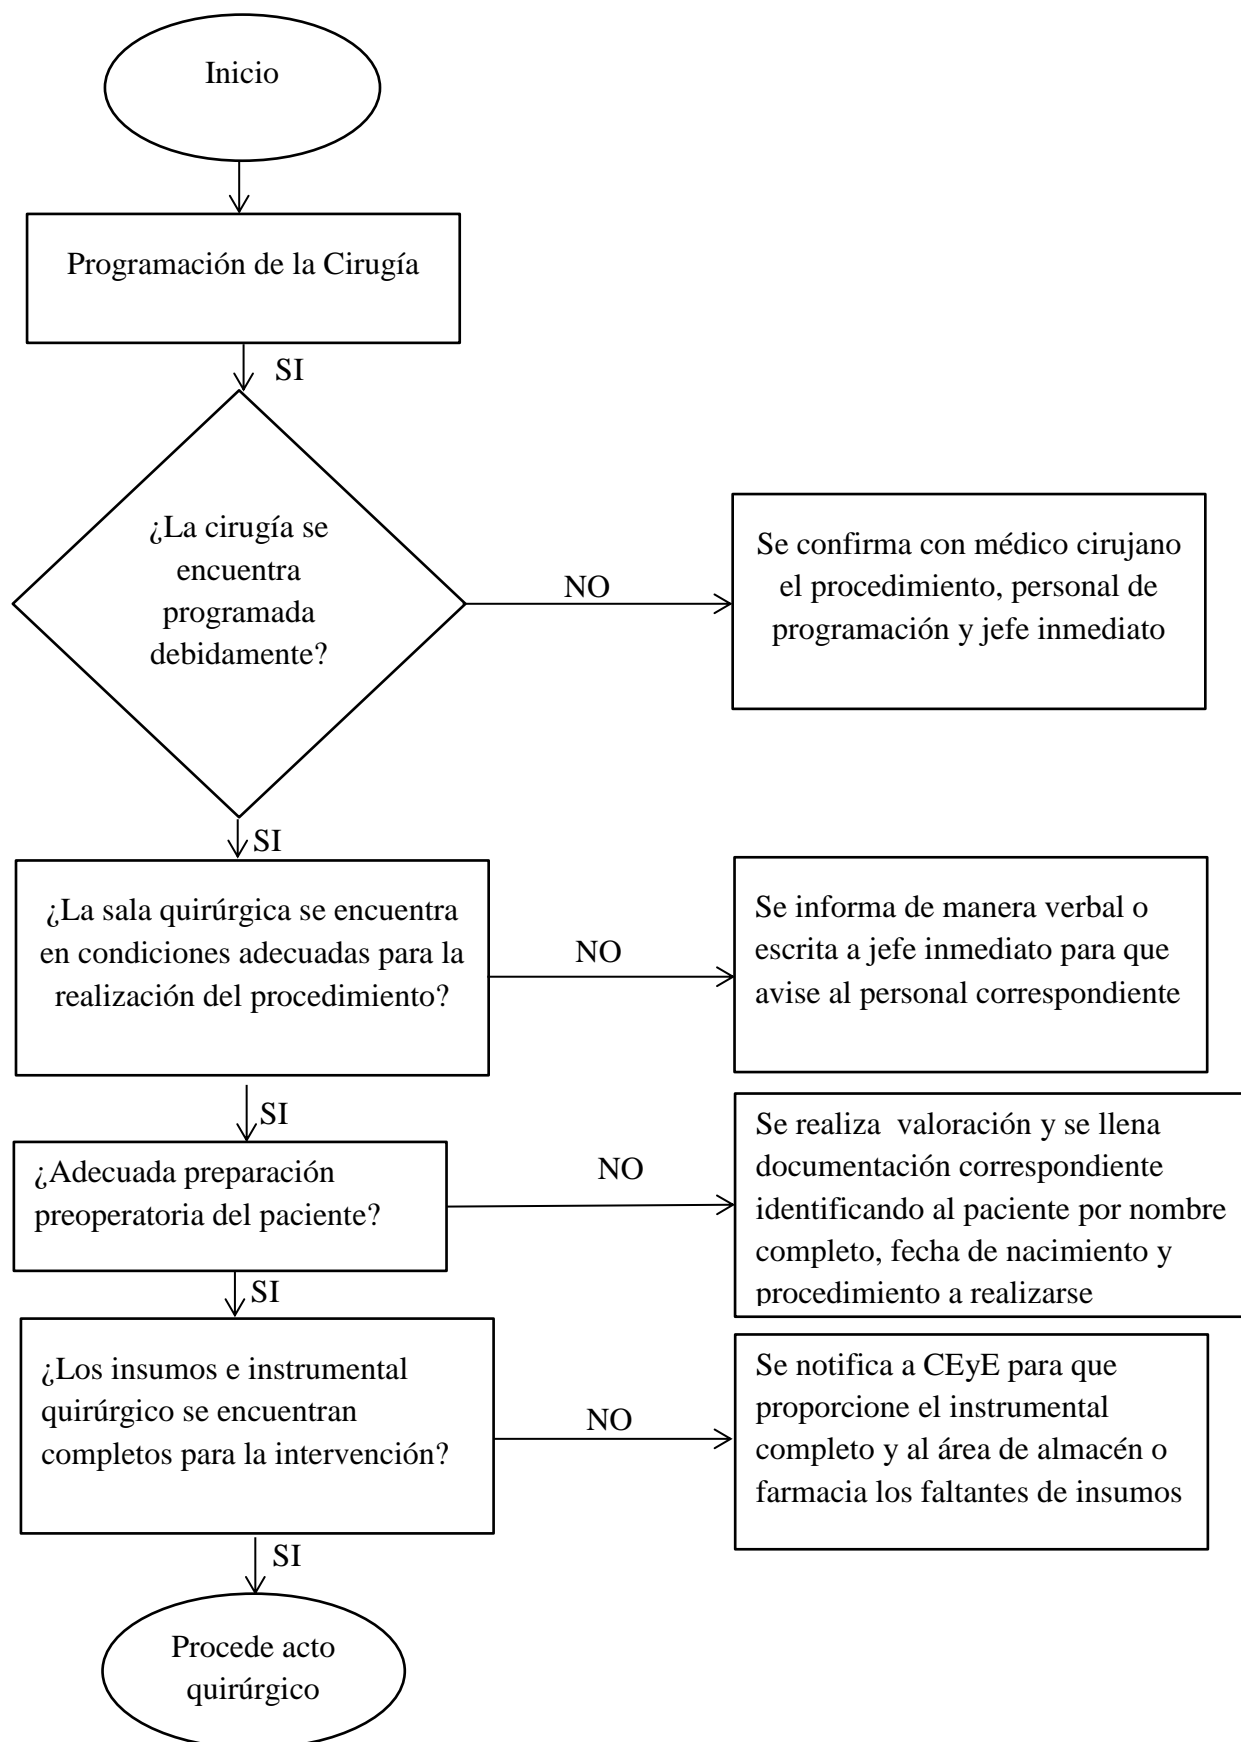 Inicio
Programación de la Cirugía
SI
¿La cirugía se
encuentra
programada
debidamente?
NO
Se confirma con médico cirujano
el procedimiento, personal de
programación y jefe inmediato
SI
¿La sala quirúrgica se encuentra
en condiciones adecuadas para la
realización del procedimiento?
NO
Se informa de manera verbal o
escrita a jefe inmediato para que
avise al personal correspondiente
SI
¿Adecuada preparación
preoperatoria del paciente?
NO
Se realiza  valoración y se llena
documentación correspondiente
identificando al paciente por nombre
completo, fecha de nacimiento y
procedimiento a realizarse
SI
¿Los insumos e instrumental
quirúrgico se encuentran
completos para la intervención?
NO
Se notifica a CEyE para que
proporcione el instrumental
completo y al área de almacén o
farmacia los faltantes de insumos
SI
Procede acto
quirúrgico